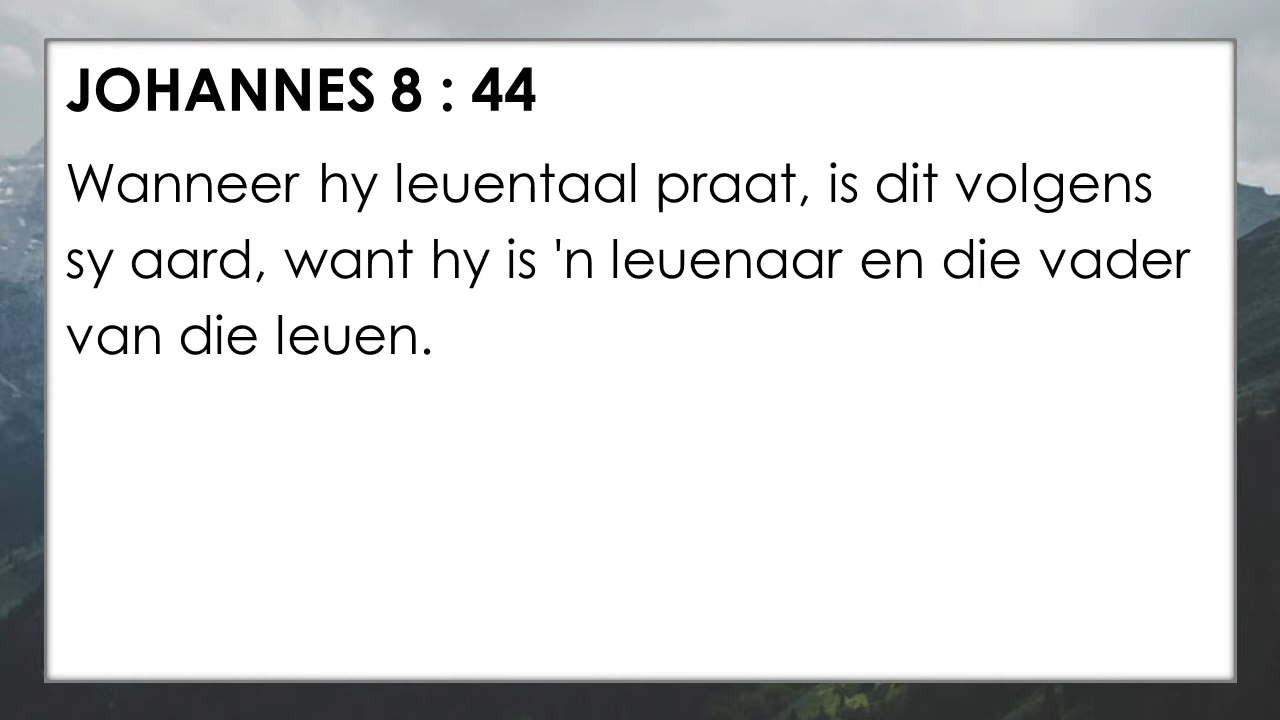 JOHANNES 8 : 44
Wanneer hy leuentaal praat, is dit volgens
sy aard, want hy is 'n leuenaar en die vader
van die leuen.